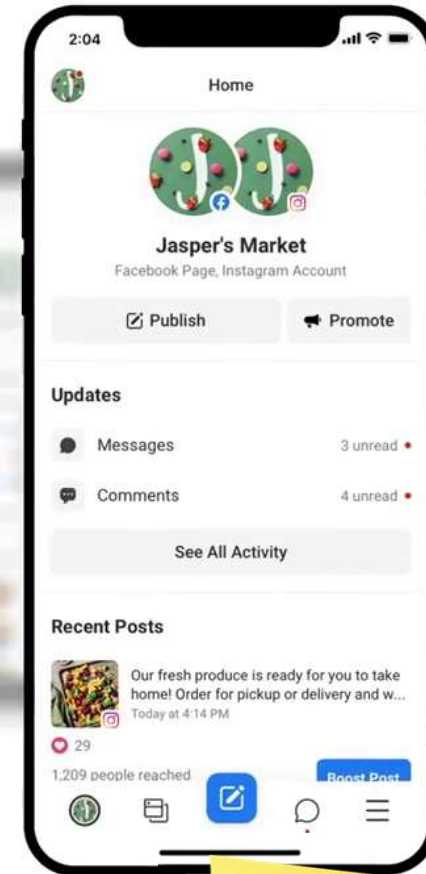 2:04
Home
Jasper's Market
Facebook Page, Instagram Account
Publish
Promote
Updates
Messages
3 unread
Comments
4 unread
See All Activity
Recent Posts
Our fresh produce is ready for you to take
home! Order for pickup or delivery and w...
Today at 4:14 PM
29
1,209 people reached
Boost Post